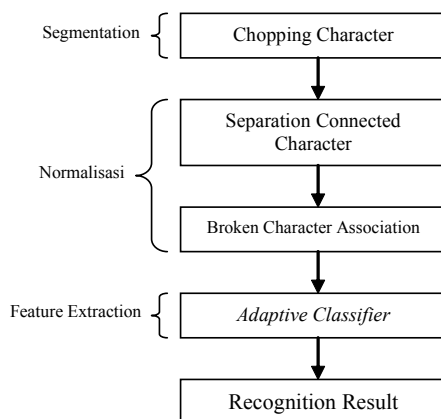 Segmentation
Chopping Character
Separation Connected
Character
Normalisasi
Broken Character Association
Feature Extraction
Adaptive Classifier
Recognition Result